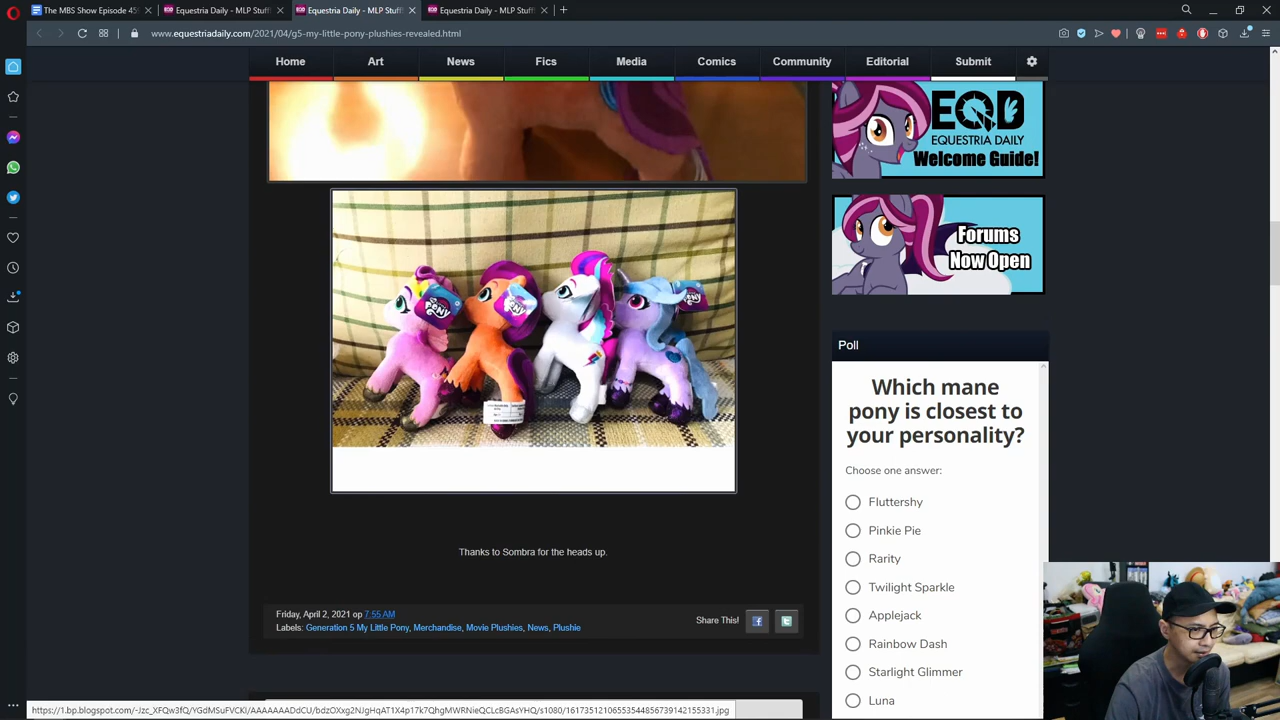 The MBS Show Episode 45
Equestria Daily - MLP Stuff!
Equestria Daily - MLP Stuff!
Equestria Daily - MLP Stuff!
www.equestriadaily.com/2021/04/g5-my-little-pony-plushies-revealed.html
Home
Art
News
Fics
Media
Comics
Community
Editorial
Submit
EQD
EQUESTRIA DAILY
Welcome Guide!
Forums
Now Open
Poll
Which mane
pony is closest to
your personality?
Choose one answer:
Fluttershy
Pinkie Pie
Rarity
Twilight Sparkle
Applejack
Rainbow Dash
Starlight Glimmer
Luna
PONY
PONY
Thanks to Sombra for the heads up.
Friday, April 2, 2021 op 7:55 AM
Labels: Generation 5 My Little Pony, Merchandise, Movie Plushies, News, Plushie
Share This!